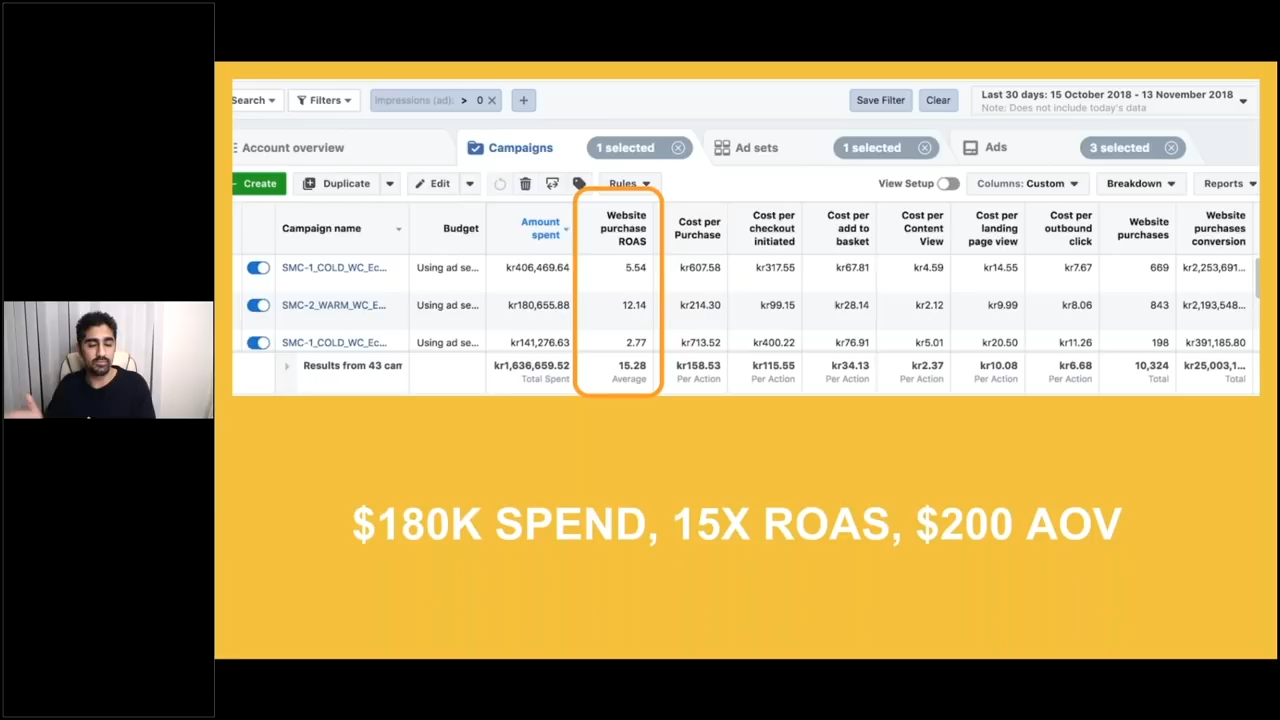 Search
Filters
Impressions (ad): > 0
Save Filter
Clear
Last 30 days: 15 October 2018 - 13 November 2018
Note: Does not include today's data
Account overview
Campaigns
1 selected
Ad sets
1 selected
Ads
3 selected
Create
Duplicate
Edit
Rules
View Setup
Columns: Custom
Breakdown
Reports
Campaign name
Budget
Amount spent
Website purchase ROAS
Cost per Purchase
Cost per checkout initiated
Cost per add to basket
Cost per Content View
Cost per landing page view
Cost per outbound click
Website purchases
Website purchases conversion
SMC-1_COLD_WC_Ec... Using ad se... kr406,469.64 5.54 kr607.58 kr317.55 kr67.81 kr4.59 kr14.55 kr7.67 669 kr2,253,691...
SMC-2_WARM_WC_E... Using ad se... kr180,655.88 12.14 kr214.30 kr99.15 kr28.14 kr2.12 kr9.99 kr8.06 843 kr2,193,548...
SMC-1_COLD_WC_Ec... Using ad se... kr141,276.63 2.77 kr713.52 kr400.22 kr76.91 kr5.01 kr20.50 kr11.26 198 kr391,185.80
Results from 43 cam kr1,636,659.52 15.28 kr158.53 kr115.55 kr34.13 kr2.37 kr10.08 kr6.68 10,324 kr25,003,1...
Total Spent Average Per Action Per Action Per Action Per Action Per Action Per Action Total Total
$180K SPEND, 15X ROAS, $200 AOV